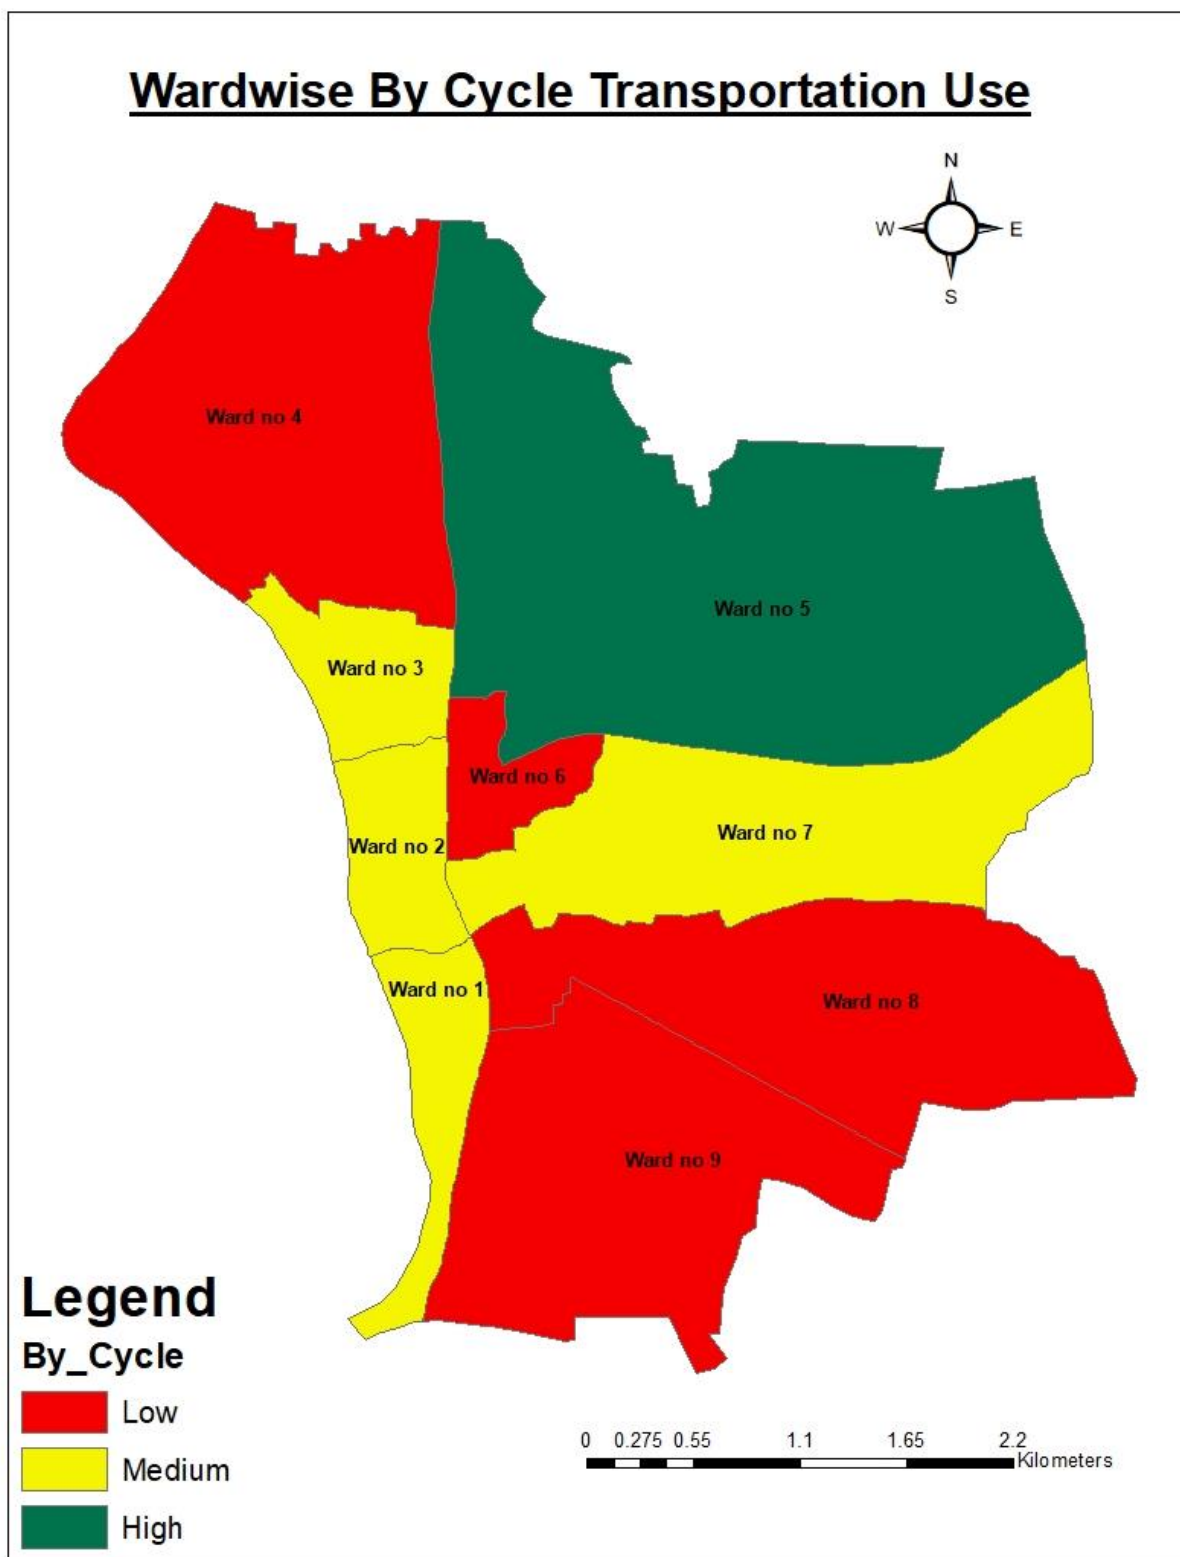 Wardwise By Cycle Transportation Use
N
W E
S
Ward no 4
Ward no 5
Ward no 3
Ward no 6
Ward no 7
Ward no 2
Ward no 1
Ward no 8
Ward no 9
Legend
By_Cycle
Low
Medium
High
0 0.275 0.55 1.1 1.65 2.2
Kilometers